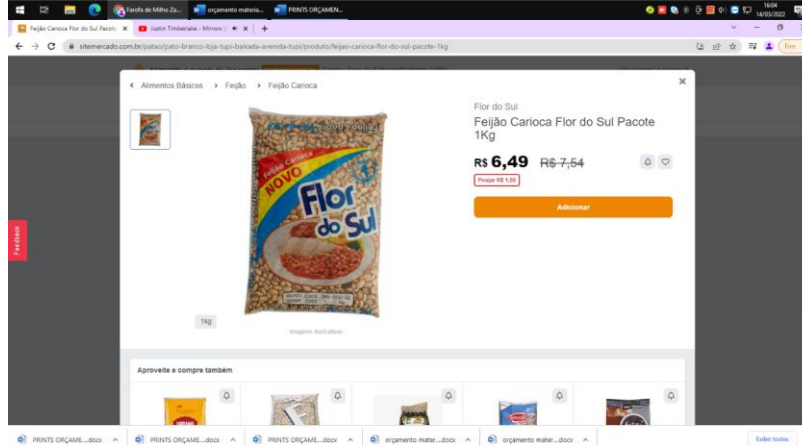 Farofa de Milho Za...
orçamento materia...
PRINTS ORÇAMEN...
16:04
14/03/2022
Feijão Carioca Flor do Sul Pacote
Justin Timberlake - Mirrors
sitemercado.com.br/patao/pato-branco-loja-tupi-baixada-avenida-tupi/produto/feijao-carioca-flor-do-sul-pacote-1kg
Alimentos Básicos > Feijão > Feijão Carioca
Flor do Sul
Feijão Carioca Flor do Sul Pacote
1Kg
R$ 6,49 R$ 7,54
Poupe R$ 1,05
Adicionar
Feijão Carioca
NOVO
Flor
do Sul
1Kg
Imagens ilustrativas
Feedback
Aproveite e compre também
PRINTS ORÇAME....docx
PRINTS ORÇAME....docx
PRINTS ORÇAME....docx
orçamento mater....docx
orçamento mater....docx
Exibir todos